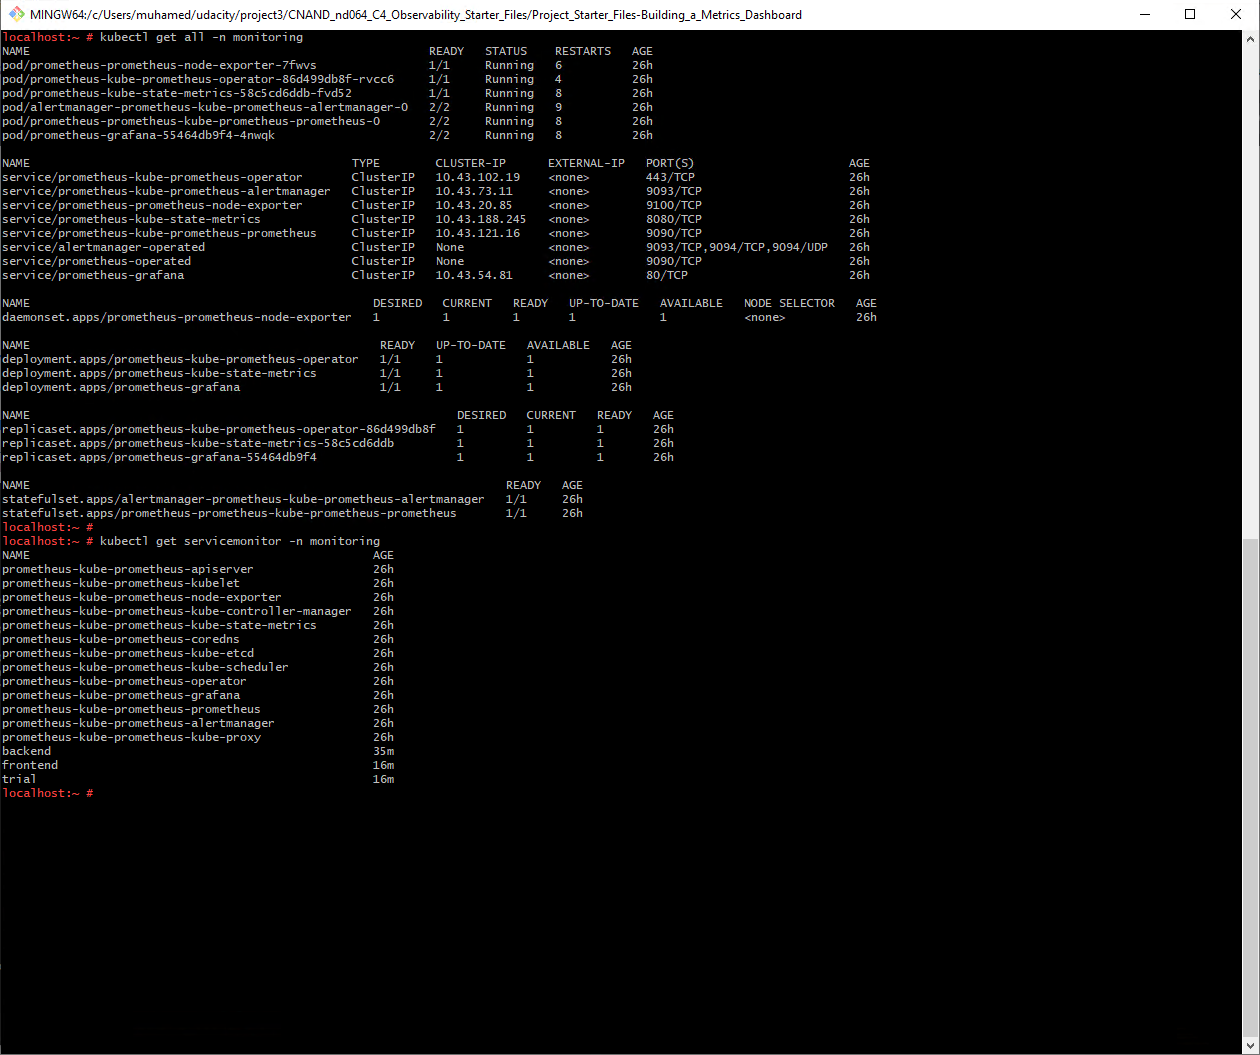 MINGW64:/c/Users/muhamed/udacity/project3/CNAND_nd064_C4_Observability_Starter_Files/Project_Starter_Files-Building_a_Metrics_Dashboard
localhost:~ # kubectl get all -n monitoring
NAME READY STATUS RESTARTS AGE
pod/prometheus-prometheus-node-exporter-7fwvs 1/1 Running 6 26h
pod/prometheus-kube-prometheus-operator-86d499db8f-rvcc6 1/1 Running 4 26h
pod/prometheus-kube-state-metrics-58c5cd6ddb-fvd52 1/1 Running 8 26h
pod/alertmanager-prometheus-kube-prometheus-alertmanager-0 2/2 Running 9 26h
pod/prometheus-prometheus-kube-prometheus-prometheus-0 2/2 Running 8 26h
pod/prometheus-grafana-55464db9f4-4nwqk 2/2 Running 8 26h
NAME TYPE CLUSTER-IP EXTERNAL-IP PORT(S) AGE
service/prometheus-kube-prometheus-operator ClusterIP 10.43.102.19 <none> 443/TCP 26h
service/prometheus-kube-prometheus-alertmanager ClusterIP 10.43.73.11 <none> 9093/TCP 26h
service/prometheus-prometheus-node-exporter ClusterIP 10.43.20.85 <none> 9100/TCP 26h
service/prometheus-kube-state-metrics ClusterIP 10.43.188.245 <none> 8080/TCP 26h
service/prometheus-kube-prometheus-prometheus ClusterIP 10.43.121.16 <none> 9090/TCP 26h
service/alertmanager-operated ClusterIP None <none> 9093/TCP,9094/TCP,9094/UDP 26h
service/prometheus-operated ClusterIP None <none> 9090/TCP 26h
service/prometheus-grafana ClusterIP 10.43.54.81 <none> 80/TCP 26h
NAME DESIRED CURRENT READY UP-TO-DATE AVAILABLE NODE SELECTOR AGE
daemonset.apps/prometheus-prometheus-node-exporter 1 1 1 1 1 <none> 26h
NAME READY UP-TO-DATE AVAILABLE AGE
deployment.apps/prometheus-kube-prometheus-operator 1/1 1 1 26h
deployment.apps/prometheus-kube-state-metrics 1/1 1 1 26h
deployment.apps/prometheus-grafana 1/1 1 1 26h
NAME DESIRED CURRENT READY AGE
replicaset.apps/prometheus-kube-prometheus-operator-86d499db8f 1 1 1 26h
replicaset.apps/prometheus-kube-state-metrics-58c5cd6ddb 1 1 1 26h
replicaset.apps/prometheus-grafana-55464db9f4 1 1 1 26h
NAME READY AGE
statefulset.apps/alertmanager-prometheus-kube-prometheus-alertmanager 1/1 26h
statefulset.apps/prometheus-prometheus-kube-prometheus-prometheus 1/1 26h
localhost:~ #
localhost:~ # kubectl get servicemonitor -n monitoring
NAME AGE
prometheus-kube-prometheus-apiserver 26h
prometheus-kube-prometheus-kubelet 26h
prometheus-kube-prometheus-node-exporter 26h
prometheus-kube-prometheus-kube-controller-manager 26h
prometheus-kube-prometheus-kube-state-metrics 26h
prometheus-kube-prometheus-coredns 26h
prometheus-kube-prometheus-kube-etcd 26h
prometheus-kube-prometheus-kube-scheduler 26h
prometheus-kube-prometheus-operator 26h
prometheus-kube-prometheus-grafana 26h
prometheus-kube-prometheus-prometheus 26h
prometheus-kube-prometheus-alertmanager 26h
prometheus-kube-prometheus-kube-proxy 26h
backend 35m
frontend 16m
trial 16m
localhost:~ #